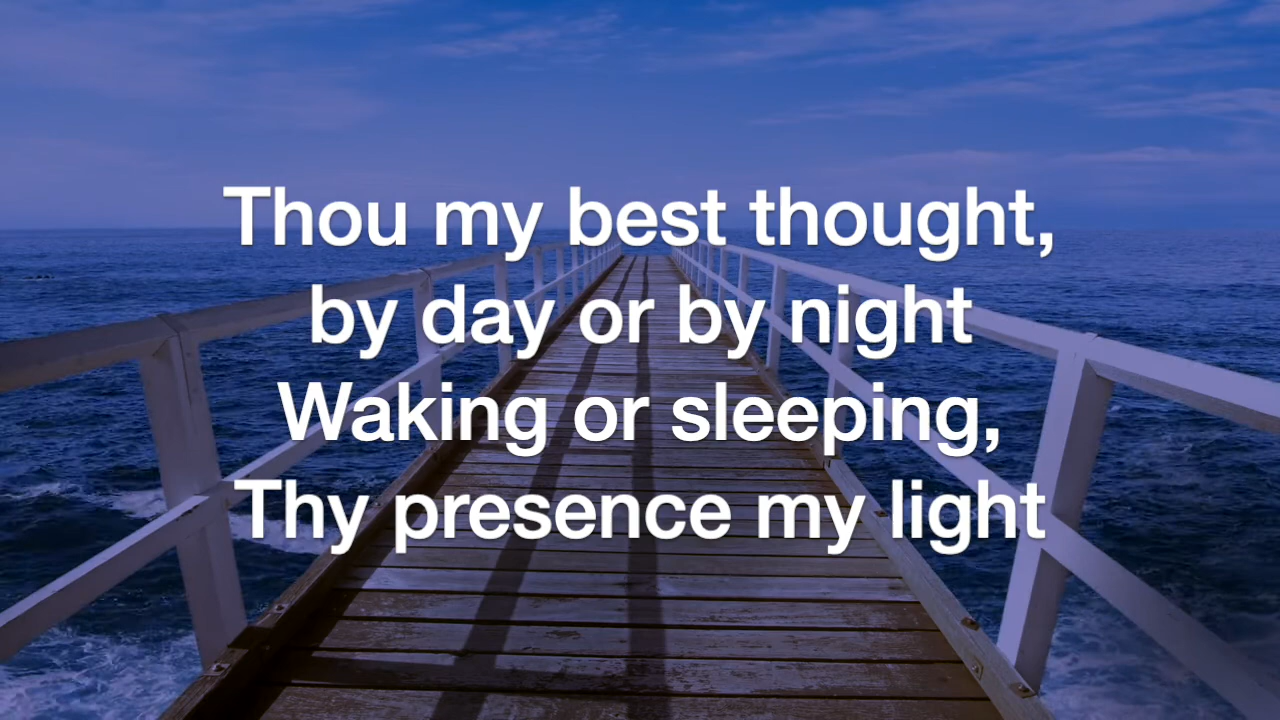 Thou my best thought,
by day or by night
Waking or sleeping,
Thy presence my light